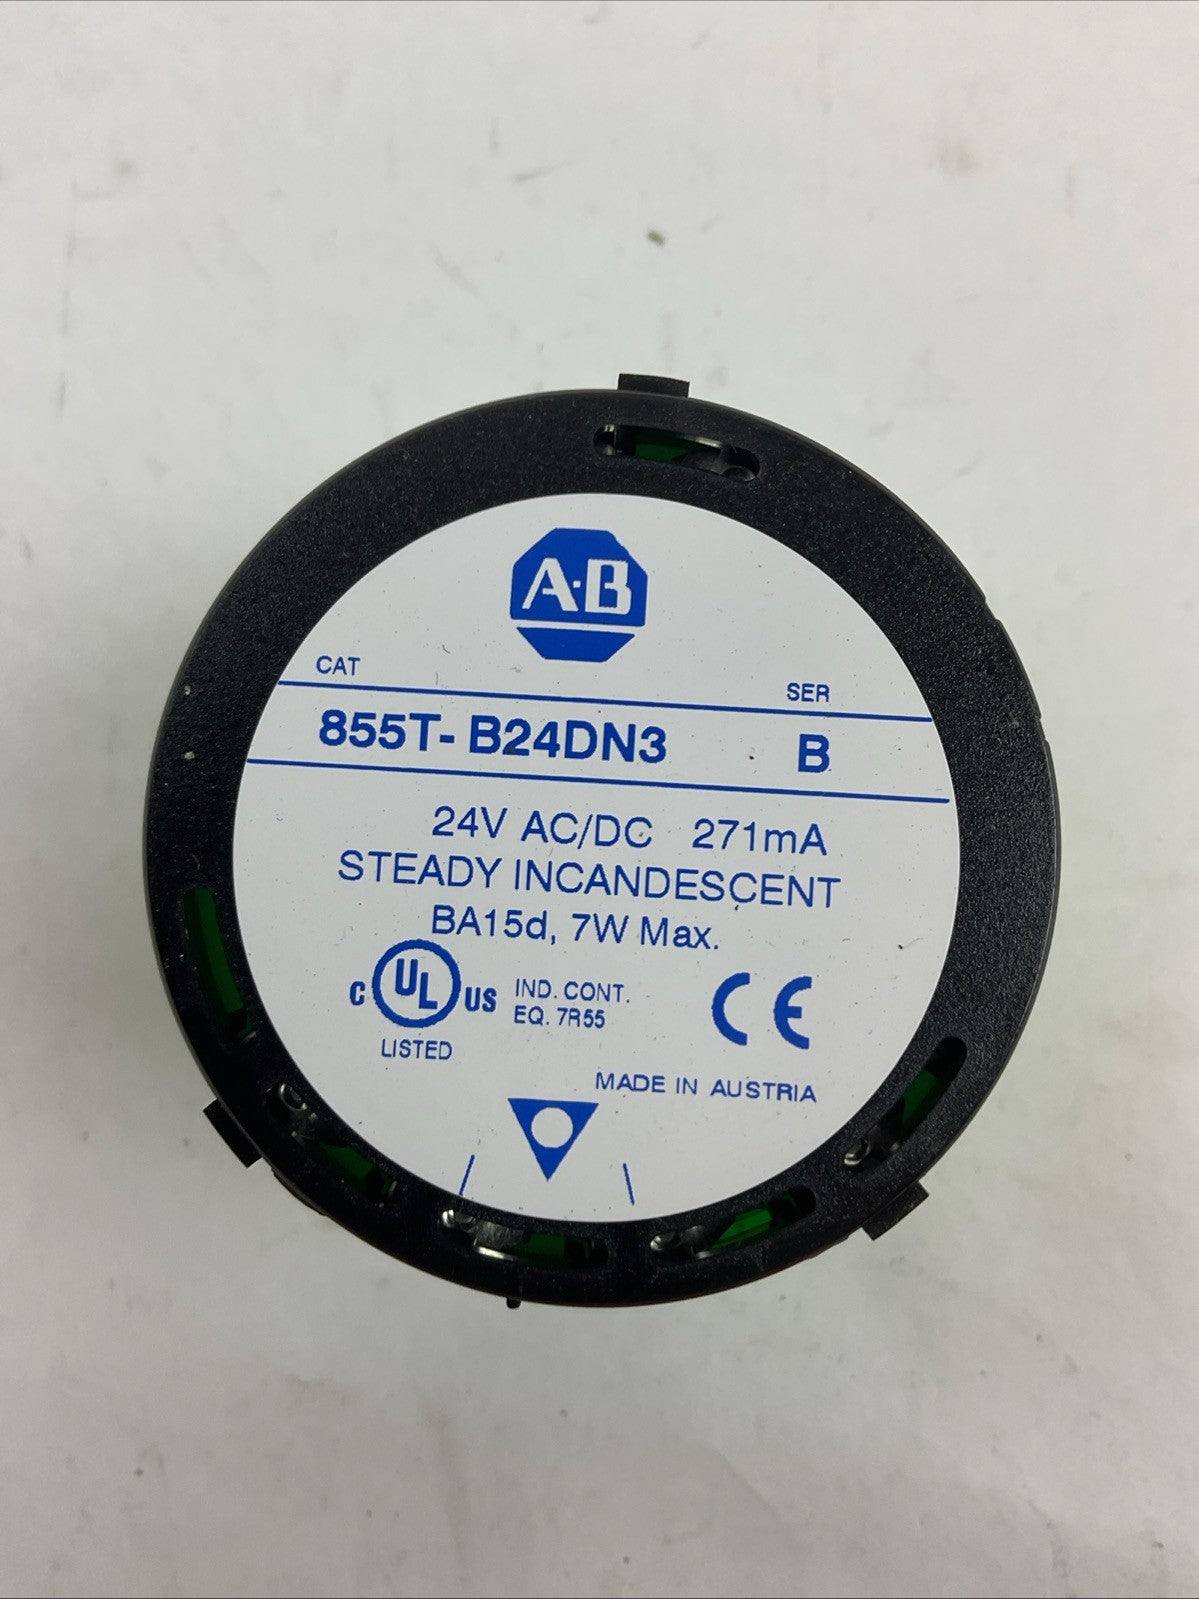 A·B
CAT SER
855T-B24DN3 B
24V AC/DC 271mA
STEADY INCANDESCENT
BA15d, 7W Max.
C UL US IND. CONT.
EQ. 7R55
LISTED
CE
MADE IN AUSTRIA